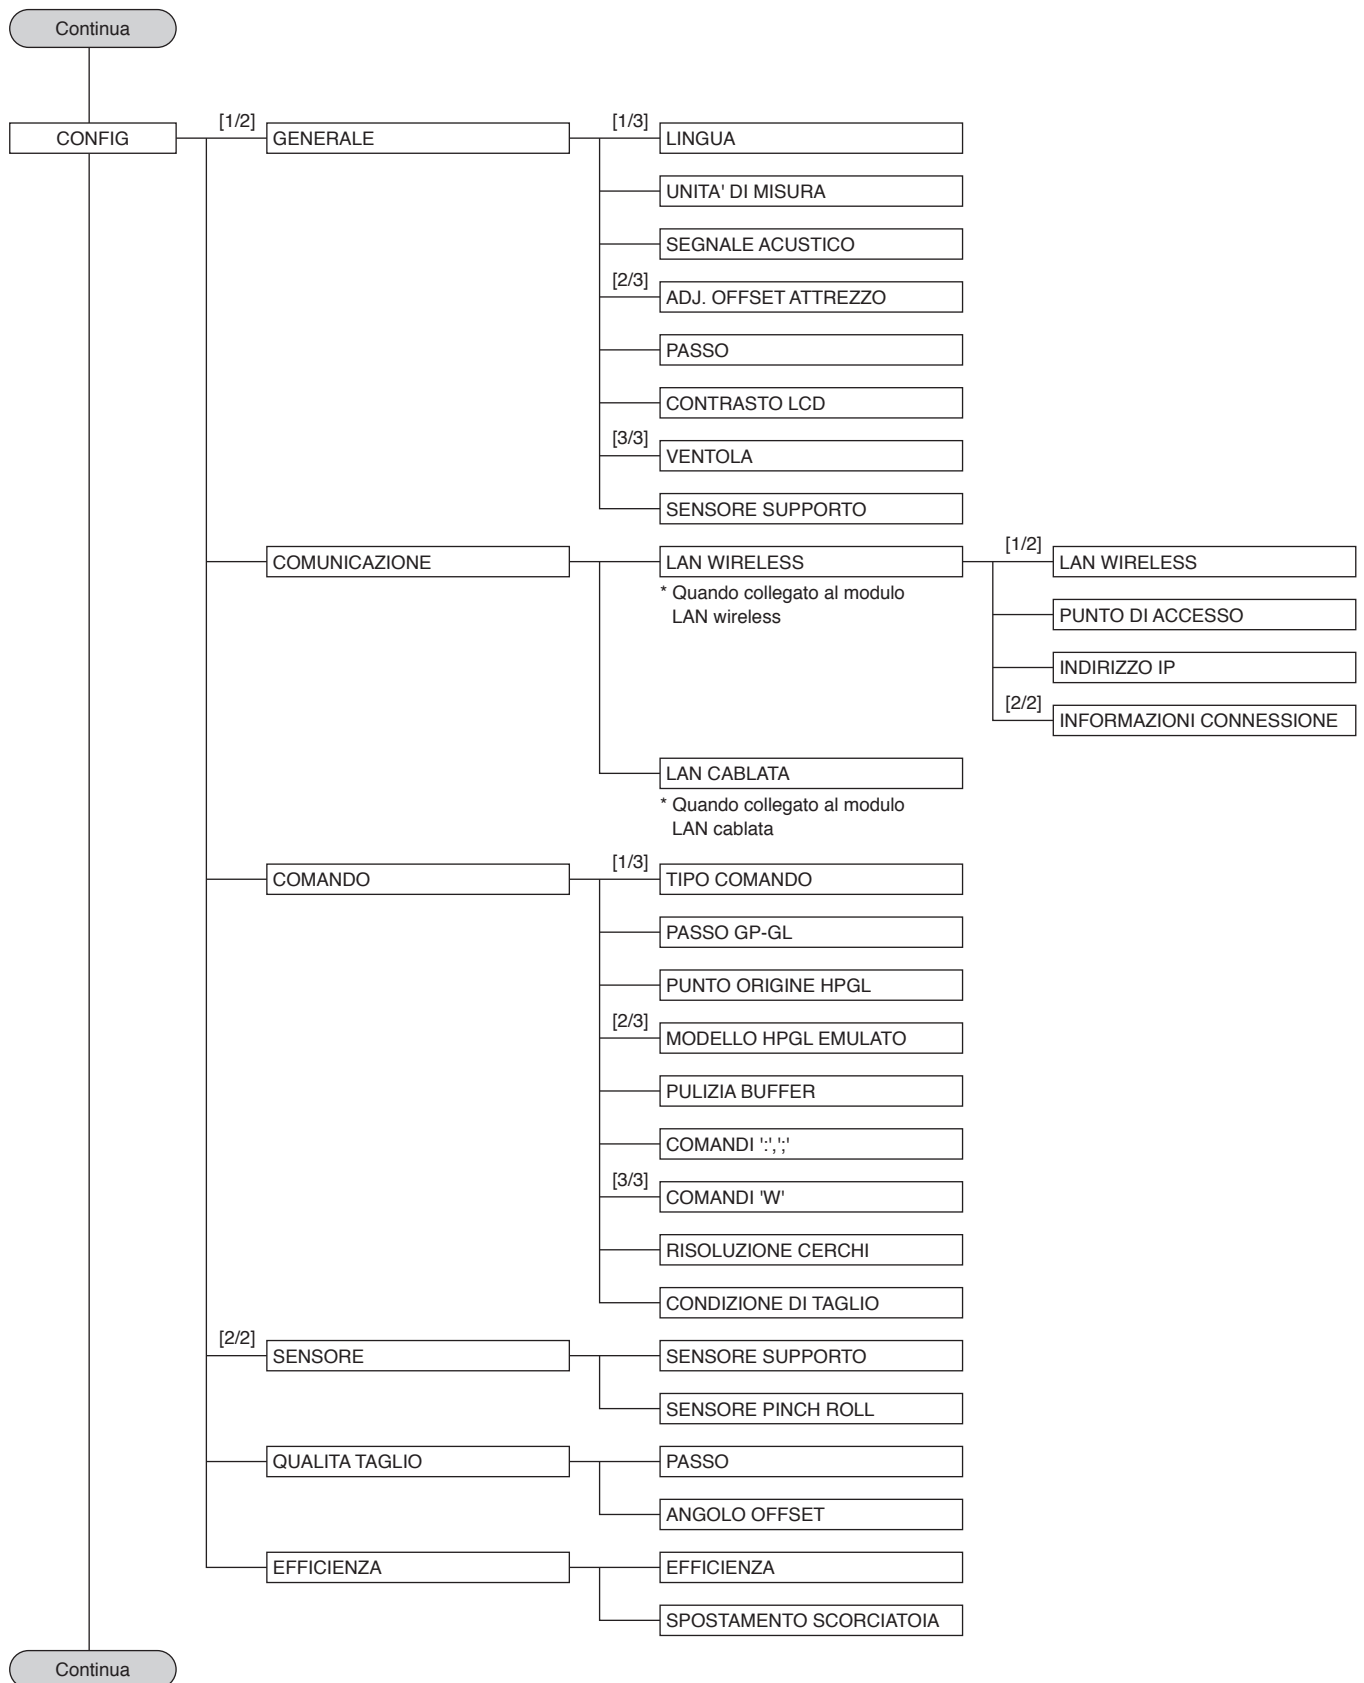 Continua
CONFIG
[1/2]
GENERALE
[1/3]
LINGUA
UNITA' DI MISURA
SEGNALE ACUSTICO
[2/3]
ADJ. OFFSET ATTREZZO
PASSO
CONTRASTO LCD
[3/3]
VENTOLA
SENSORE SUPPORTO
COMUNICAZIONE
LAN WIRELESS
* Quando collegato al modulo
LAN wireless
[1/2]
LAN WIRELESS
PUNTO DI ACCESSO
INDIRIZZO IP
[2/2]
INFORMAZIONI CONNESSIONE
LAN CABLATA
* Quando collegato al modulo
LAN cablata
COMANDO
[1/3]
TIPO COMANDO
PASSO GP-GL
PUNTO ORIGINE HPGL
[2/3]
MODELLO HPGL EMULATO
PULIZIA BUFFER
COMANDI ':',';'
[3/3]
COMANDI 'W'
RISOLUZIONE CERCHI
CONDIZIONE DI TAGLIO
[2/2]
SENSORE
SENSORE SUPPORTO
SENSORE PINCH ROLL
QUALITA TAGLIO
PASSO
ANGOLO OFFSET
EFFICIENZA
EFFICIENZA
SPOSTAMENTO SCORCIATOIA
Continua